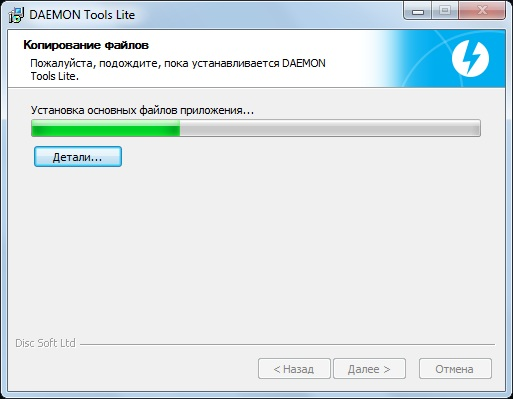 DAEMON Tools Lite
Копирование файлов
Пожалуйста, подождите, пока устанавливается DAEMON
Tools Lite.
Установка основных файлов приложения...
Детали...
Disc Soft Ltd
< Назад Далее > Отмена